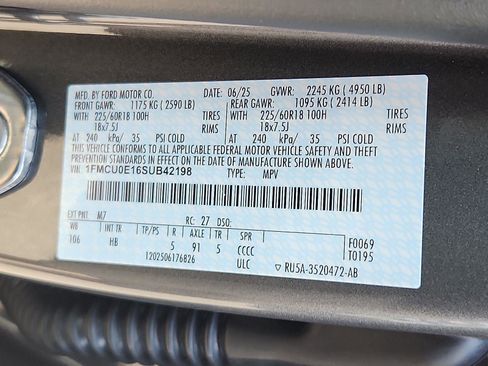 MFD. BY FORD MOTOR CO. DATE: 06/25 GVWR: 2245 KG ( 4950 LB)
FRONT GAWR: 1175 KG ( 2590 LB) REAR GAWR: 1095 KG ( 2414 LB)
WITH 225/60R18 100H TIRES WITH 225/60R18 100H TIRES
18x7.5J RIMS 18x7.5J RIMS
AT 240 kPa/ 35 PSI COLD AT 240 kPa/ 35 PSI COLD
THIS VEHICLE CONFORMS TO ALL APPLICABLE FEDERAL MOTOR VEHICLE SAFETY AND THEFT
PREVENTION STANDARDS IN EFFECT ON THE DATE OF MANUFACTURE SHOWN ABOVE.
VIN: 1FMCU0E16SUB42198 TYPE: MPV
EXT PNT: M7 RC: 27 DSO:
WB INT TR TP/PS R AXLE TR SPR
106 HB 5 91 5 CCCC F0069
1202506176826 ULC RU5A-3520472-AB T0195